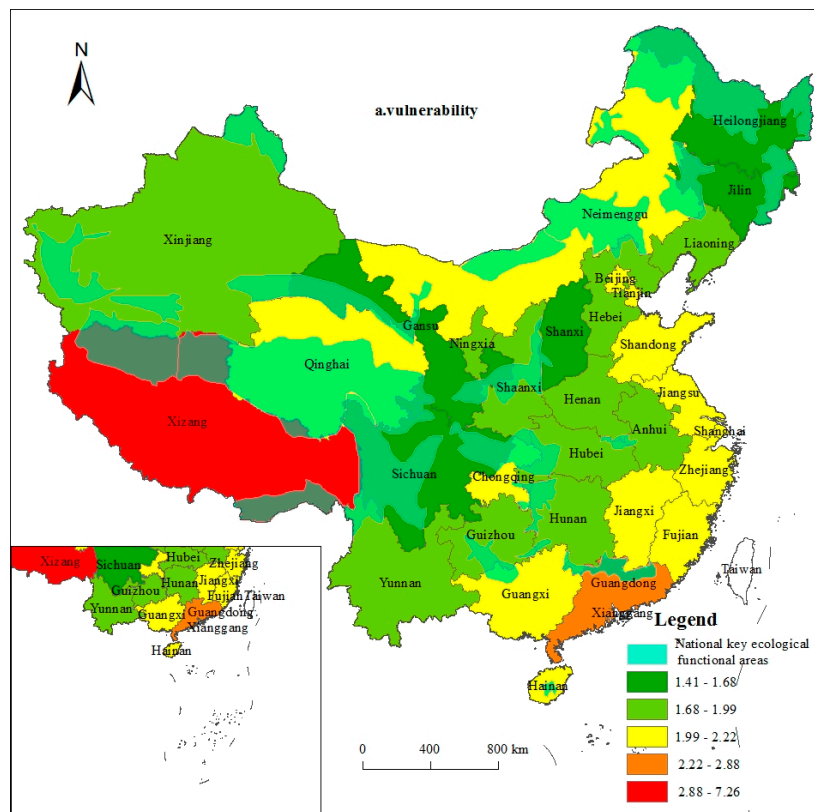 N
a.vulnerability
Heilongjiang
Jilin
Neimenggu
Liaoning
Xinjiang
Beijing
Tianjin
Gansu
Hebei
Ningxia
Shanxi
Shandong
Qinghai
Shaanxi
Jiangsu
Henan
Xizang
Shanghai
Anhui
Hubei
Sichuan
Chongqing
Zhejiang
Jiangxi
Hunan
Guizhou
Fujian
Taiwan
Yunnan
Guangdong
Guangxi
Xianggang
Hainan
Xizang
Sichuan
Hubei
Zhejiang
Hunan
Jiangxi
Guizhou
Fujian
Taiwan
Yunnan
Guangxi
Guangdong
Xianggang
Hainan
Legend
National key ecological
functional areas
1.41 - 1.68
1.68 - 1.99
1.99 - 2.22
2.22 - 2.88
2.88 - 7.26
0 400 800 km